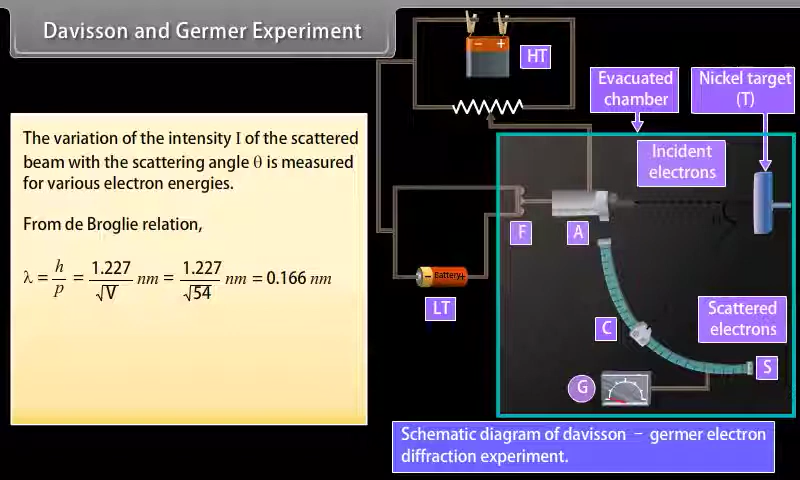 Davisson and Germer Experiment
The variation of the intensity I of the scattered
beam with the scattering angle θ is measured
for various electron energies.
From de Broglie relation,
λ = h/p = 1.227/√V nm = 1.227/√54 nm = 0.166 nm
− +
HT
Evacuated
chamber
Nickel target
(T)
Incident
electrons
F
A
− Battery+
LT
C
Scattered
electrons
S
G
Schematic diagram of davisson − germer electron
diffraction experiment.